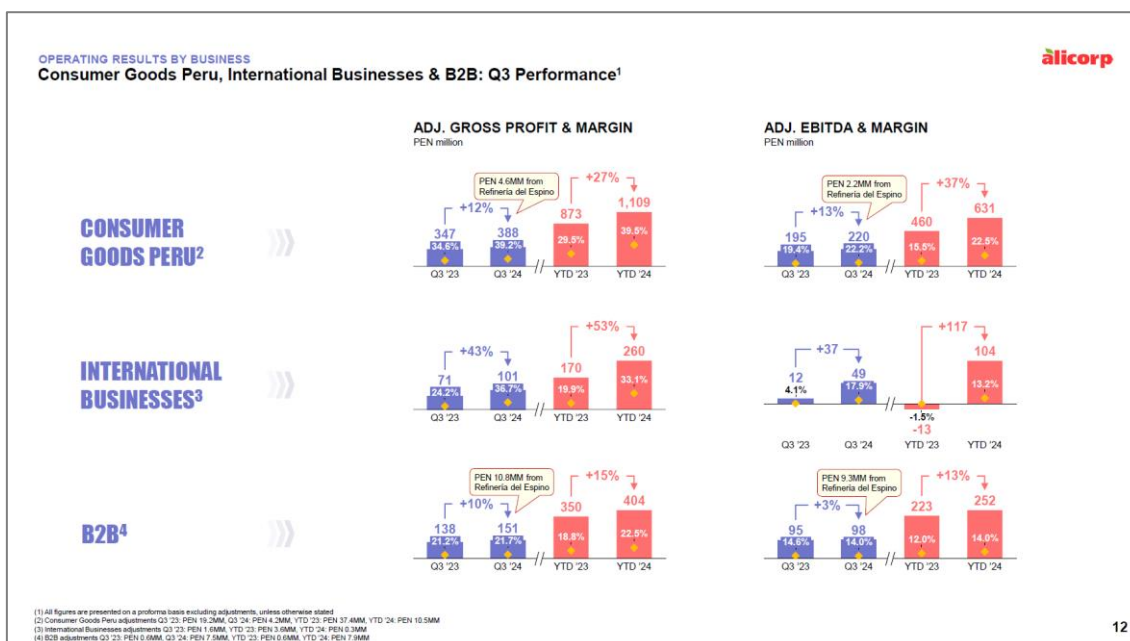 OPERATING RESULTS BY BUSINESS
Consumer Goods Peru, International Businesses & B2B: Q3 Performance¹
alicorp
ADJ. GROSS PROFIT & MARGIN
PEN million
ADJ. EBITDA & MARGIN
PEN million
CONSUMER
GOODS PERU²
PEN 4.6MM from
Refinería del Espino
+12%
+27%
347
388
873
1,109
34.6%
39.2%
29.5%
39.5%
Q3 '23
Q3 '24
YTD '23
YTD '24
PEN 2.2MM from
Refinería del Espino
+13%
+37%
195
220
460
631
19.4%
22.2%
15.5%
22.5%
Q3 '23
Q3 '24
YTD '23
YTD '24
INTERNATIONAL
BUSINESSES³
+43%
+53%
71
101
170
260
24.2%
36.7%
19.9%
33.1%
Q3 '23
Q3 '24
YTD '23
YTD '24
+37
+117
12
49
104
4.1%
17.9%
-1.5%
-13
13.2%
Q3 '23
Q3 '24
YTD '23
YTD '24
B2B⁴
PEN 10.8MM from
Refinería del Espino
+10%
+15%
138
151
350
404
21.2%
21.7%
18.8%
22.5%
Q3 '23
Q3 '24
YTD '23
YTD '24
PEN 9.3MM from
Refinería del Espino
+3%
+13%
95
98
223
252
14.6%
14.0%
12.0%
14.0%
Q3 '23
Q3 '24
YTD '23
YTD '24
(1) All figures are presented on a proforma basis excluding adjustments, unless otherwise stated
(2) Consumer Goods Peru adjustments Q3 '23: PEN 19.2MM, Q3 '24: PEN 4.2MM, YTD '23: PEN 37.4MM, YTD '24: PEN 10.5MM
(3) International Businesses adjustments Q3 '23: PEN 1.6MM, YTD '23: PEN 3.6MM, YTD '24: PEN 0.3MM
(4) B2B adjustments Q3 '23: PEN 0.6MM, Q3 '24: PEN 7.5MM, YTD '23: PEN 0.6MM, YTD '24: PEN 7.9MM
12